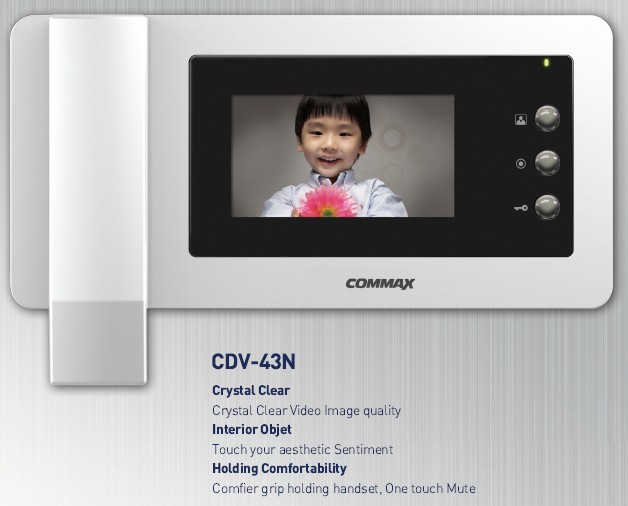 COMMAX
CDV-43N
Crystal Clear
Crystal Clear Video Image quality
Interior Objet
Touch your aesthetic Sentiment
Holding Comfortability
Comfier grip holding handset, One touch Mute